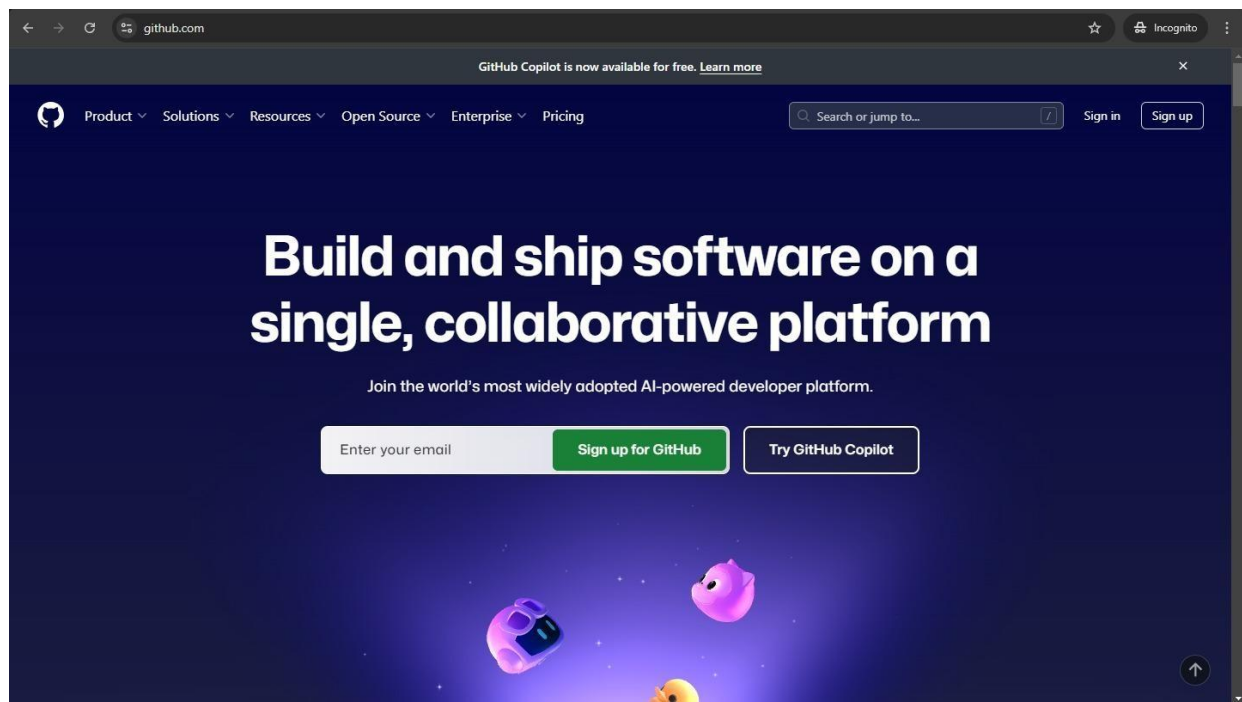 github.com
Incognito
GitHub Copilot is now available for free. Learn more
Product Solutions Resources Open Source Enterprise Pricing Search or jump to... / Sign in Sign up
Build and ship software on a
single, collaborative platform
Join the world's most widely adopted AI-powered developer platform.
Enter your email Sign up for GitHub Try GitHub Copilot